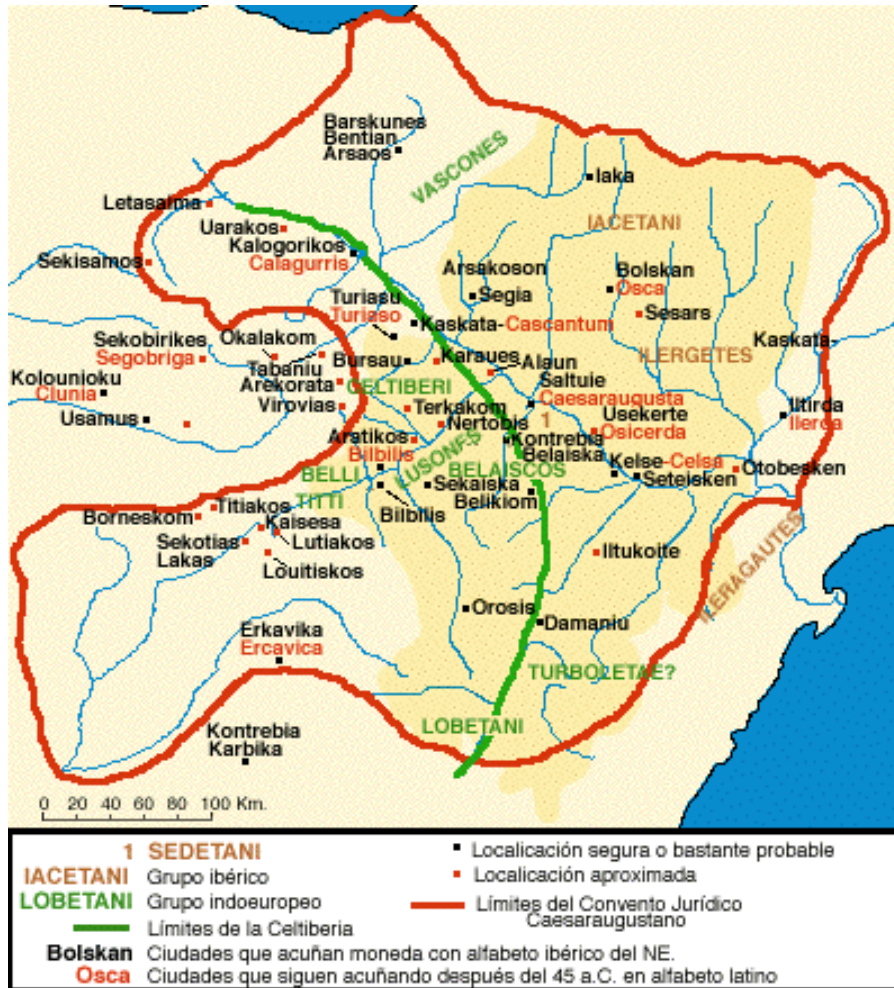 Barskunes
Bentian
Arsaos
VASCONES
Iaka
Letasaima
IACETANI
Uarakos
Kalogorikos
Calagurris
Sekisamos
Arsakoson
Segia
Bolskan
Osca
Turiasu
Turiaso
Sesars
Kaskata-Cascantum
Sekobirikes
Segobriga
Okalakom
Kaskata-
Tabaniu
Bursau
Karaues
Alaun
ILERGETES
Kolounioku
Clunia
Arekorata
CELTIBERI
Saltuie
Caesaraugusta
Usamus
Virovias
Terkakom
1
Usekerte
Osicerda
Iltirda
Ilerda
Nertobis
Arstikos
Bilbilis
LUSONES
Kontrebia
Belaiska
BELLI
BELAISCOS
Kelse-Celsa
Otobesken
TITTI
Sekaiska
Seteisken
Belikiom
Bilbilis
Titiakos
Borneskom
Kaisesa
Sekotias
Lakas
Lutiakos
Louitiskos
Iltukoite
ILERAGAUTES
Orosis
Damaniu
Erkavika
Ercavica
TURBOLETAE?
LOBETANI
Kontrebia
Karbika
0 20 40 60 80 100 Km.
1 SEDETANI
IACETANI Grupo ibérico
LOBETANI Grupo indoeuropeo
Límites de la Celtiberia
Bolskan Ciudades que acuñan moneda con alfabeto ibérico del NE.
Osca Ciudades que siguen acuñando después del 45 a.C. en alfabeto latino
Localización segura o bastante probable
Localización aproximada
Límites del Convento Jurídico
Caesaraugustano